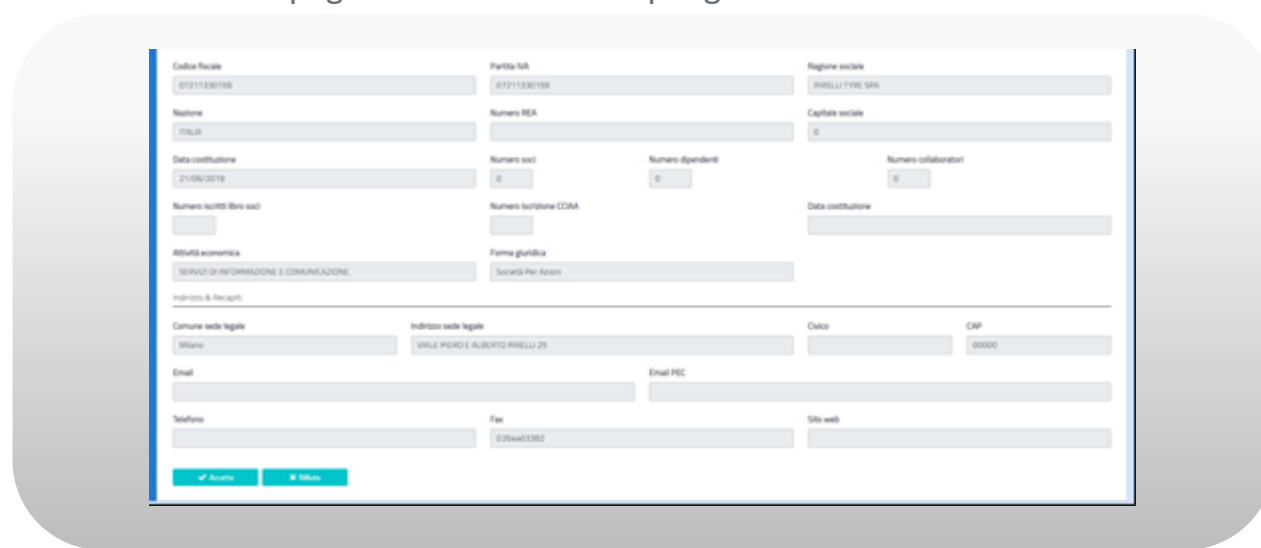 Codice fiscale Partita IVA Ragione sociale
07211330159 07211330159 PIRELLI TYRE SPA
Nazione Numero REA Capitale sociale
ITALIA 0
Data costituzione Numero soci Numero dipendenti Numero collaboratori
0 0 0
Numero iscritti libro soci Numero iscrizione CCIAA Data costituzione
Attività economica Forma giuridica
SERVIZI DI INFORMAZIONE E COMUNICAZIONE Società Per Azioni
Indirizzo & Recapiti
Comune sede legale Indirizzo sede legale Civico CAP
Milano VIALE PIERO E ALBERTO PIRELLI 25 00000
Email Email PEC
Telefono Fax Sito web
Accetta Rifiuta